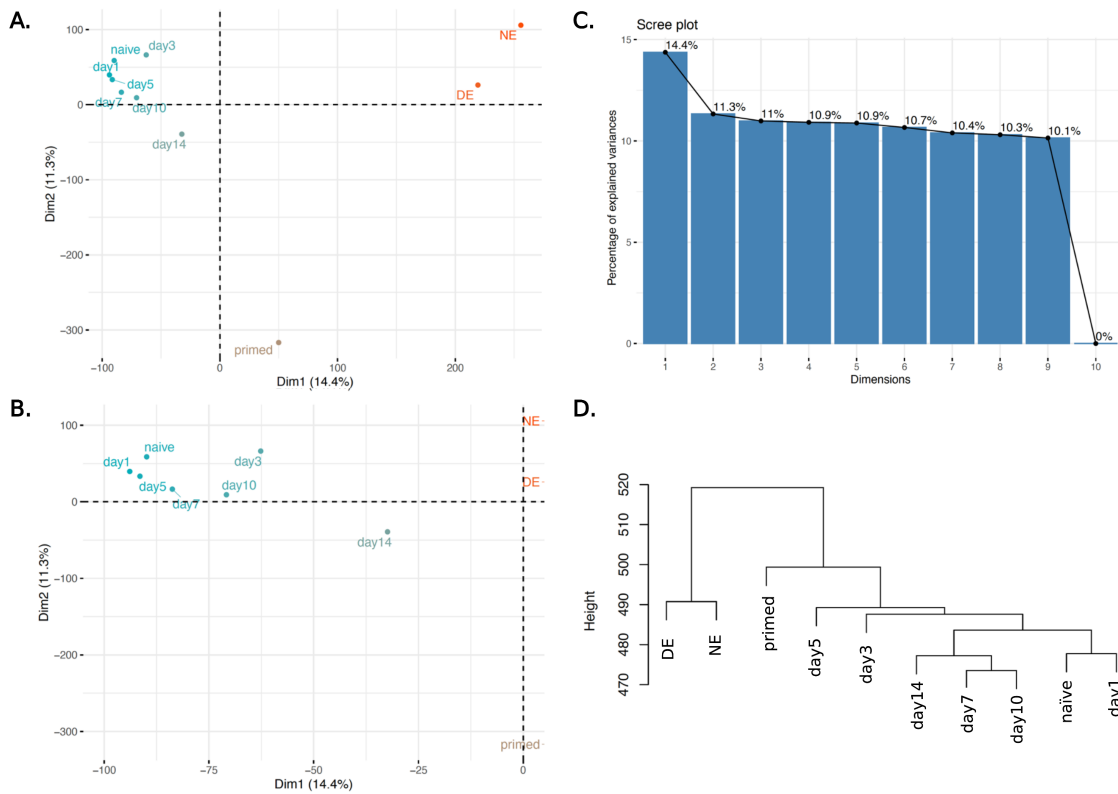 A.
100
0
−100
−200
−300
Dim2 (11.3%)
NE
day3
naive
day1
day5
DE
day7
day10
day14
primed
−100
0
100
200
Dim1 (14.4%)
B.
100
0
−100
−200
−300
Dim2 (11.3%)
NE
naive
day1
day3
day5
day10
DE
day7
day14
primed
−100
−75
−50
−25
0
Dim1 (14.4%)
C.
Scree plot
15
10
5
0
Percentage of explained variances
14.4%
11.3%
11%
10.9%
10.9%
10.7%
10.4%
10.3%
10.1%
0%
1 2 3 4 5 6 7 8 9 10
Dimensions
D.
520
510
500
490
480
470
Height
DE
NE
primed
day5
day3
day14
day7
day10
naïve
day1